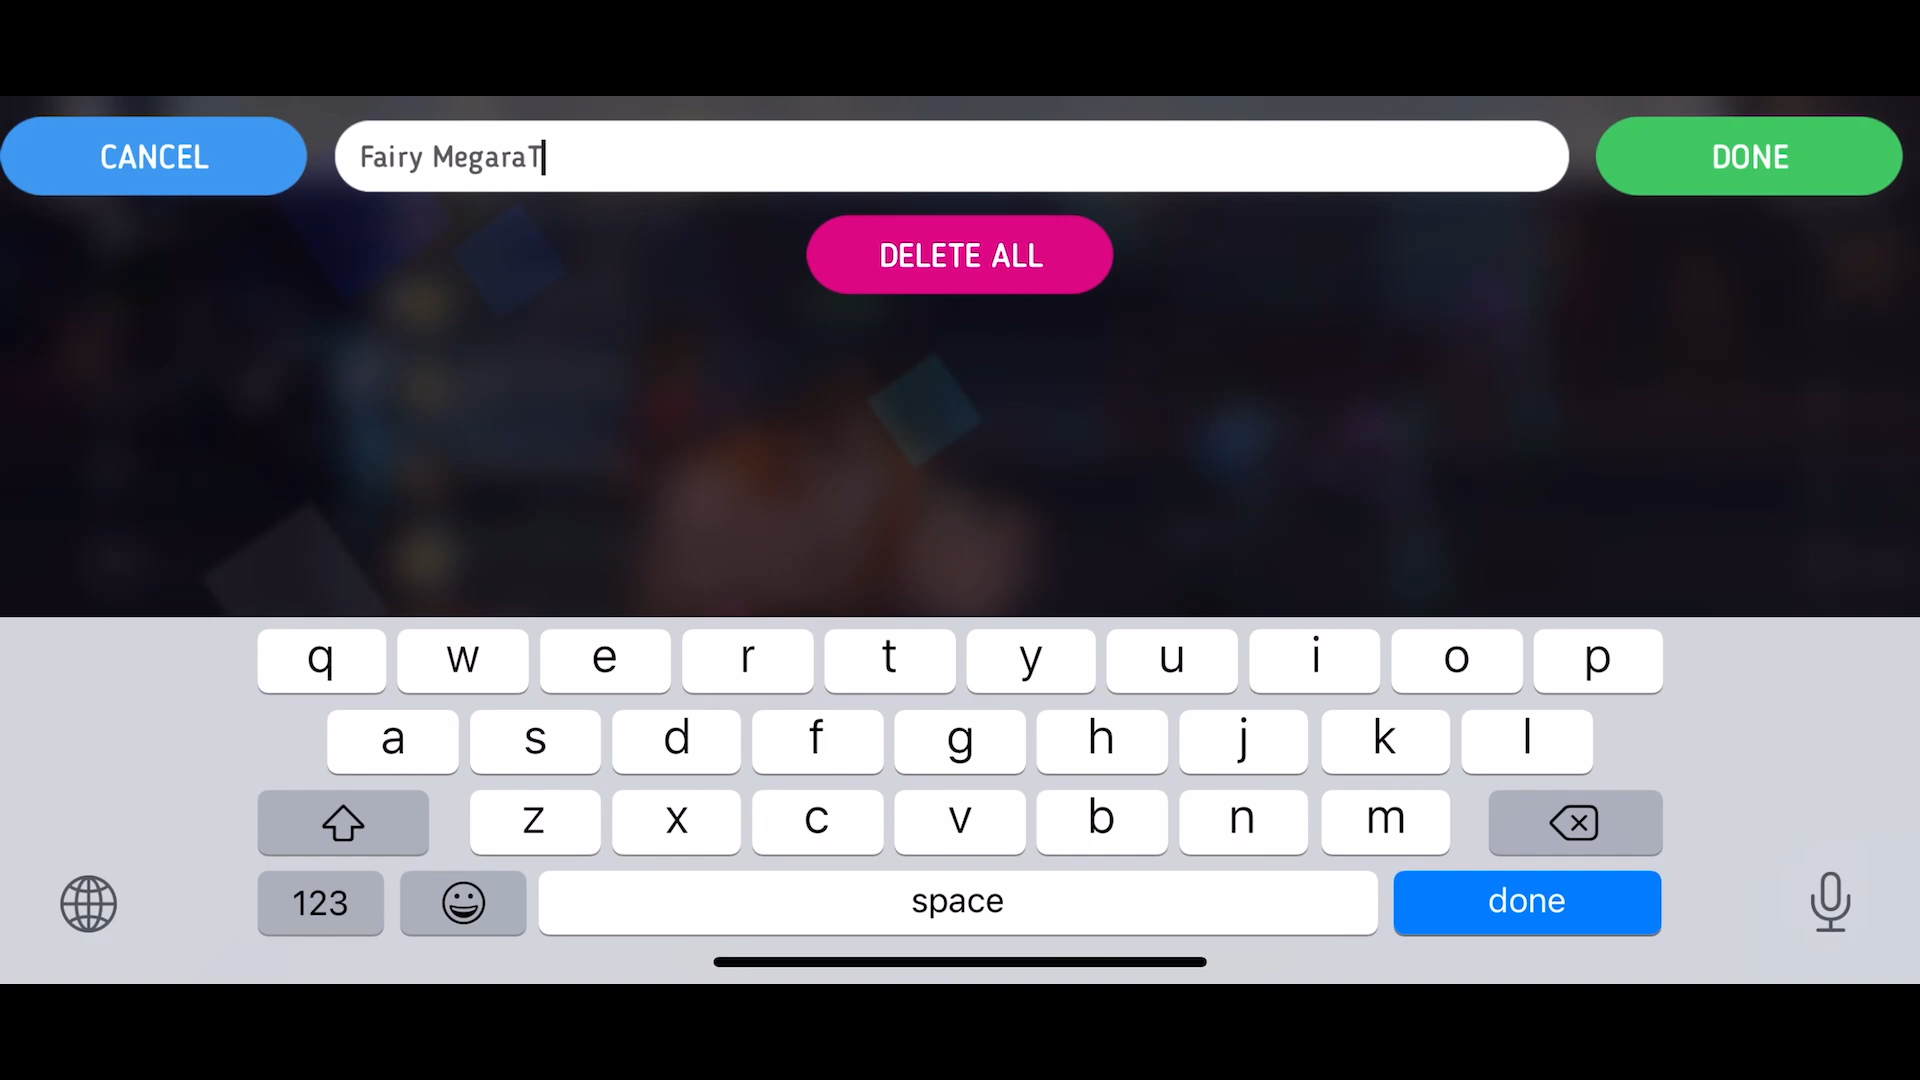 CANCEL
Fairy MegaraT
DONE
DELETE ALL
q w e r t y u i o p
a s d f g h j k l
z x c v b n m
123 space done